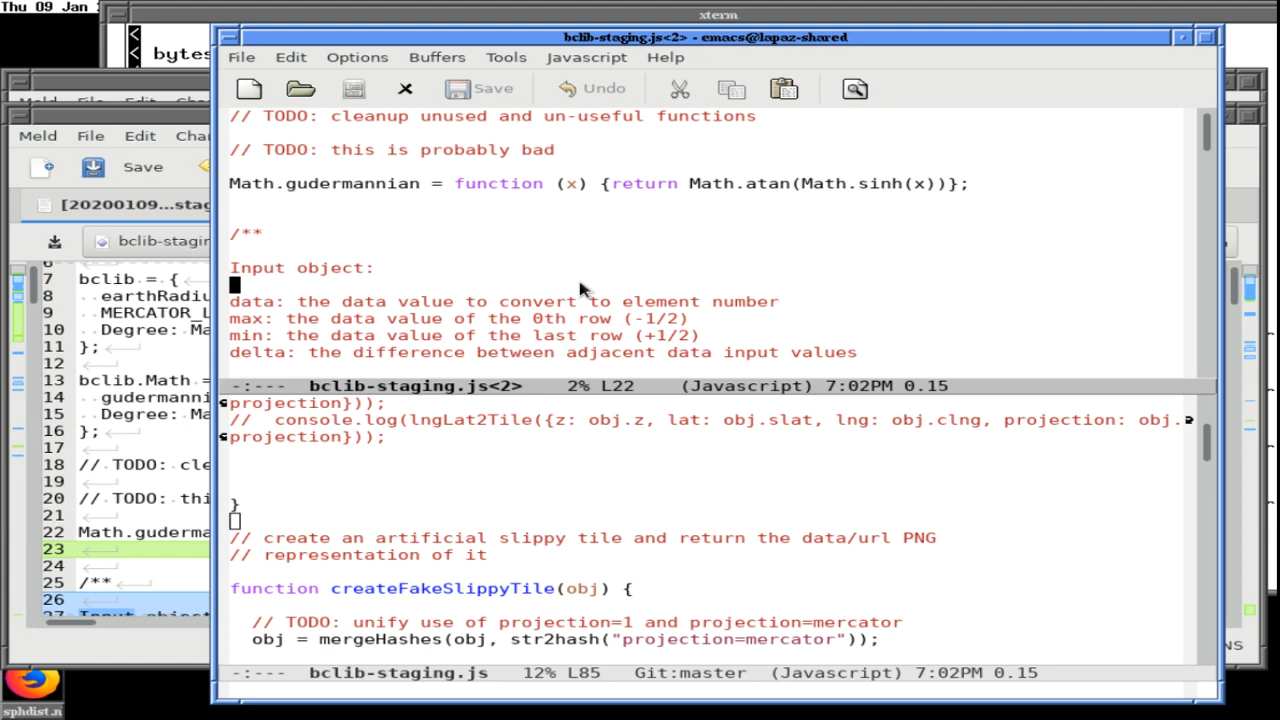 Thu 09 Jan
xterm
bytes
bclib-staging.js<2> - emacs@lapaz-shared
File Edit Options Buffers Tools Javascript Help
Save Undo
// TODO: cleanup unused and un-useful functions
// TODO: this is probably bad
Math.gudermannian = function (x) {return Math.atan(Math.sinh(x))};
/**
Input object:
data: the data value to convert to element number
max: the data value of the 0th row (-1/2)
min: the data value of the last row (+1/2)
delta: the difference between adjacent data input values
-:--- bclib-staging.js<2> 2% L22 (Javascript) 7:02PM 0.15
projection}));
// console.log(lngLat2Tile({z: obj.z, lat: obj.slat, lng: obj.clng, projection: obj.
projection}));
}
// create an artificial slippy tile and return the data/url PNG
// representation of it
function createFakeSlippyTile(obj) {
// TODO: unify use of projection=1 and projection=mercator
obj = mergeHashes(obj, str2hash("projection=mercator"));
-:--- bclib-staging.js 12% L85 Git:master (Javascript) 7:02PM 0.15
Meld File Edit Cha
Save
[20200109...stag
bclib-stagin
6
7 bclib = {
8 earthRadiu
9 MERCATOR_L
10 Degree: Ma
11 };
12
13 bclib.Math =
14 gudermanni
15 Degree: Ma
16 };
17
18 // TODO: cle
19
20 // TODO: thi
21
22 Math.guderma
23
24
25 /**
26
27 Input object
NS
sphdist.n